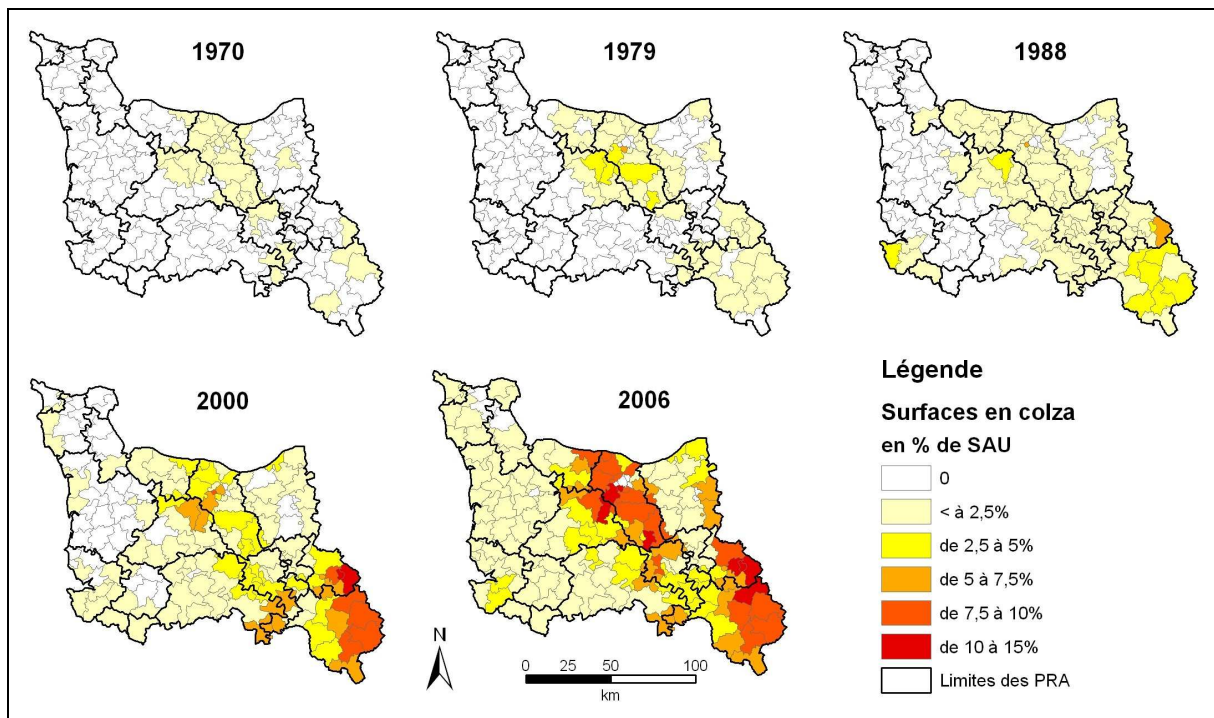 1970
1979
1988
2000
2006
Légende
Surfaces en colza
en % de SAU
0
< à 2,5%
de 2,5 à 5%
de 5 à 7,5%
de 7,5 à 10%
de 10 à 15%
Limites des PRA
N
0 25 50 100
km